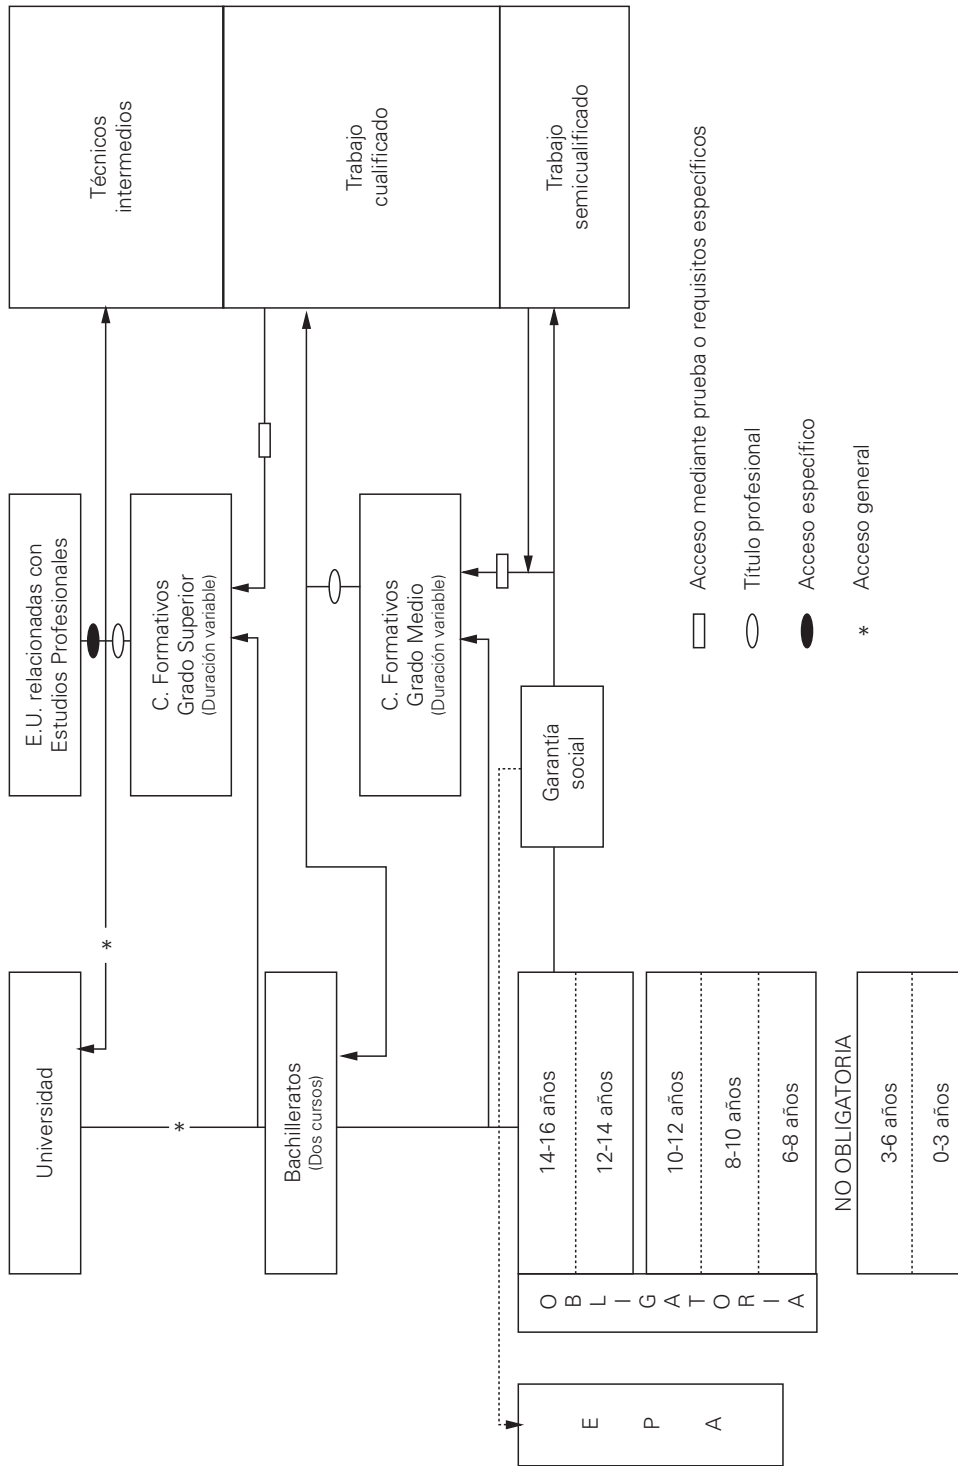 Universidad
E.U. relacionadas con
Estudios Profesionales
Técnicos
intermedios
*
*
C. Formativos
Grado Superior
(Duración variable)
Bachilleratos
(Dos cursos)
Trabajo
cualificado
C. Formativos
Grado Medio
(Duración variable)
Garantía
social
Trabajo
semicualificado
E
P
A
O
B
L
I
G
A
T
O
R
I
A
14-16 años
12-14 años
10-12 años
8-10 años
6-8 años
NO OBLIGATORIA
3-6 años
0-3 años
Acceso mediante prueba o requisitos específicos
Título profesional
Acceso específico
* Acceso general